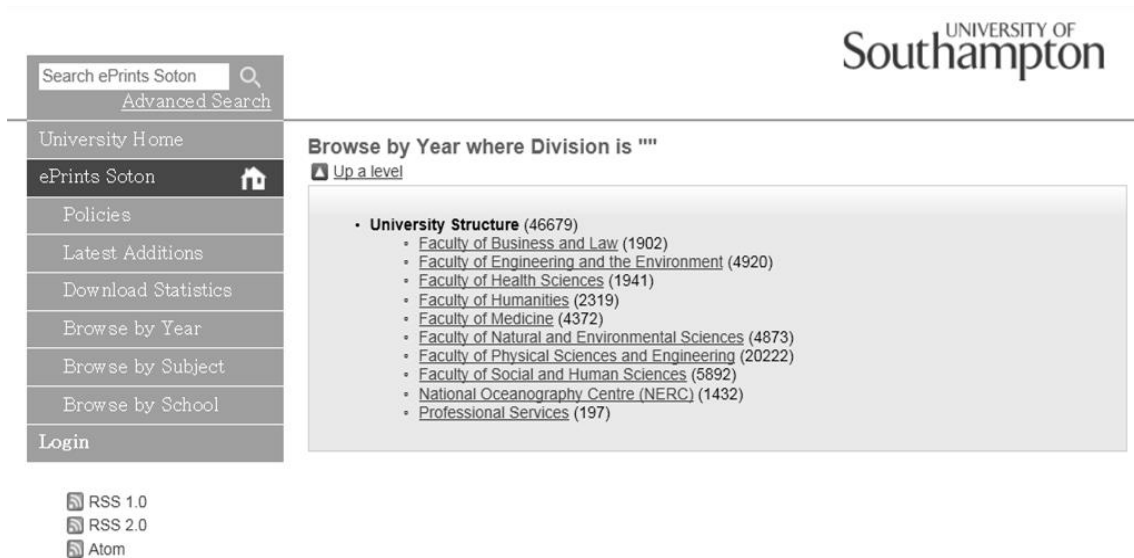 UNIVERSITY OF
Southampton
Search ePrints Soton
Advanced Search
University Home
ePrints Soton
Policies
Latest Additions
Download Statistics
Browse by Year
Browse by Subject
Browse by School
Login
RSS 1.0
RSS 2.0
Atom
Browse by Year where Division is ""
Up a level
• University Structure (46679)
• Faculty of Business and Law (1902)
• Faculty of Engineering and the Environment (4920)
• Faculty of Health Sciences (1941)
• Faculty of Humanities (2319)
• Faculty of Medicine (4372)
• Faculty of Natural and Environmental Sciences (4873)
• Faculty of Physical Sciences and Engineering (20222)
• Faculty of Social and Human Sciences (5892)
• National Oceanography Centre (NERC) (1432)
• Professional Services (197)